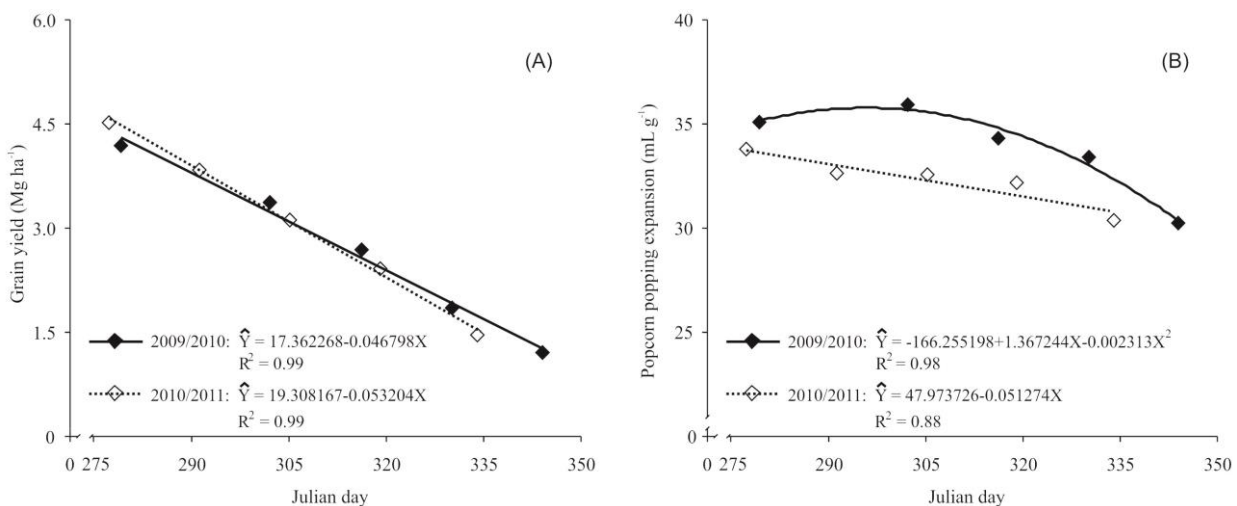 (A)
Grain yield (Mg ha⁻¹)
6.0
4.5
3.0
1.5
0
2009/2010: Ŷ = 17.362268-0.046798X
R² = 0.99
2010/2011: Ŷ = 19.308167-0.053204X
R² = 0.99
0 275 290 305 320 335 350
Julian day
(B)
Popcorn popping expansion (mL g⁻¹)
40
35
30
25
0
2009/2010: Ŷ = -166.255198+1.367244X-0.002313X²
R² = 0.98
2010/2011: Ŷ = 47.973726-0.051274X
R² = 0.88
0 275 290 305 320 335 350
Julian day